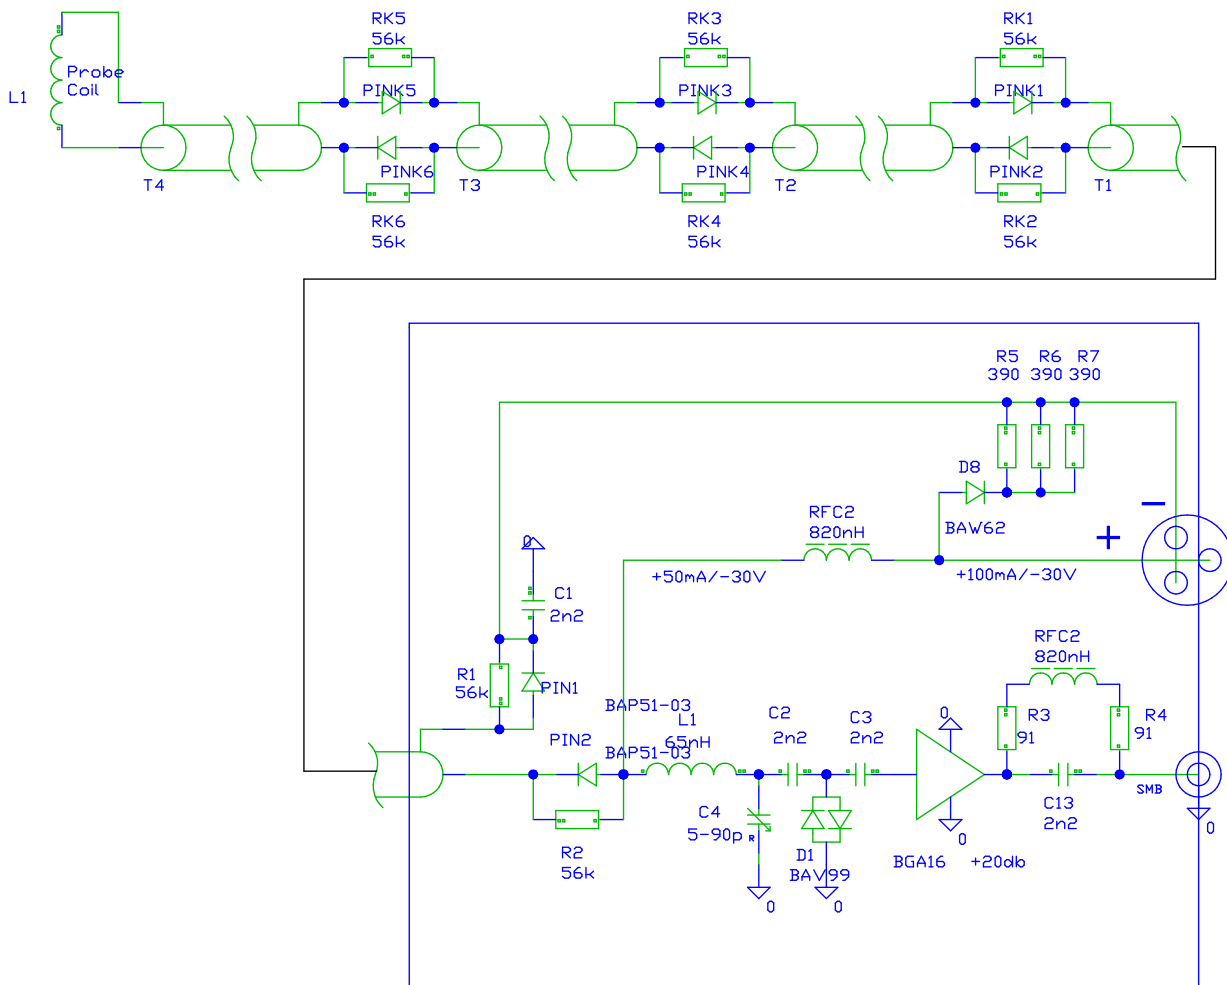 RK5
56k
RK3
56k
RK1
56k
Probe
Coil
L1
PINK5
PINK3
PINK1
PINK6
PINK4
PINK2
T4
T3
T2
T1
RK6
56k
RK4
56k
RK2
56k
R5 R6 R7
390 390 390
D8
BAW62
RFC2
820nH
−
+
+50mA/-30V
+100mA/-30V
0
C1
2n2
R1
56k
PIN1
RFC2
820nH
BAP51-03
L1
65nH
BAP51-03
PIN2
C2
2n2
C3
2n2
0
R3
91
R4
91
R2
56k
C4
5-90p
R
D1
BAV99
BGA16 +20db
0
C13
2n2
SMB
0
0
0